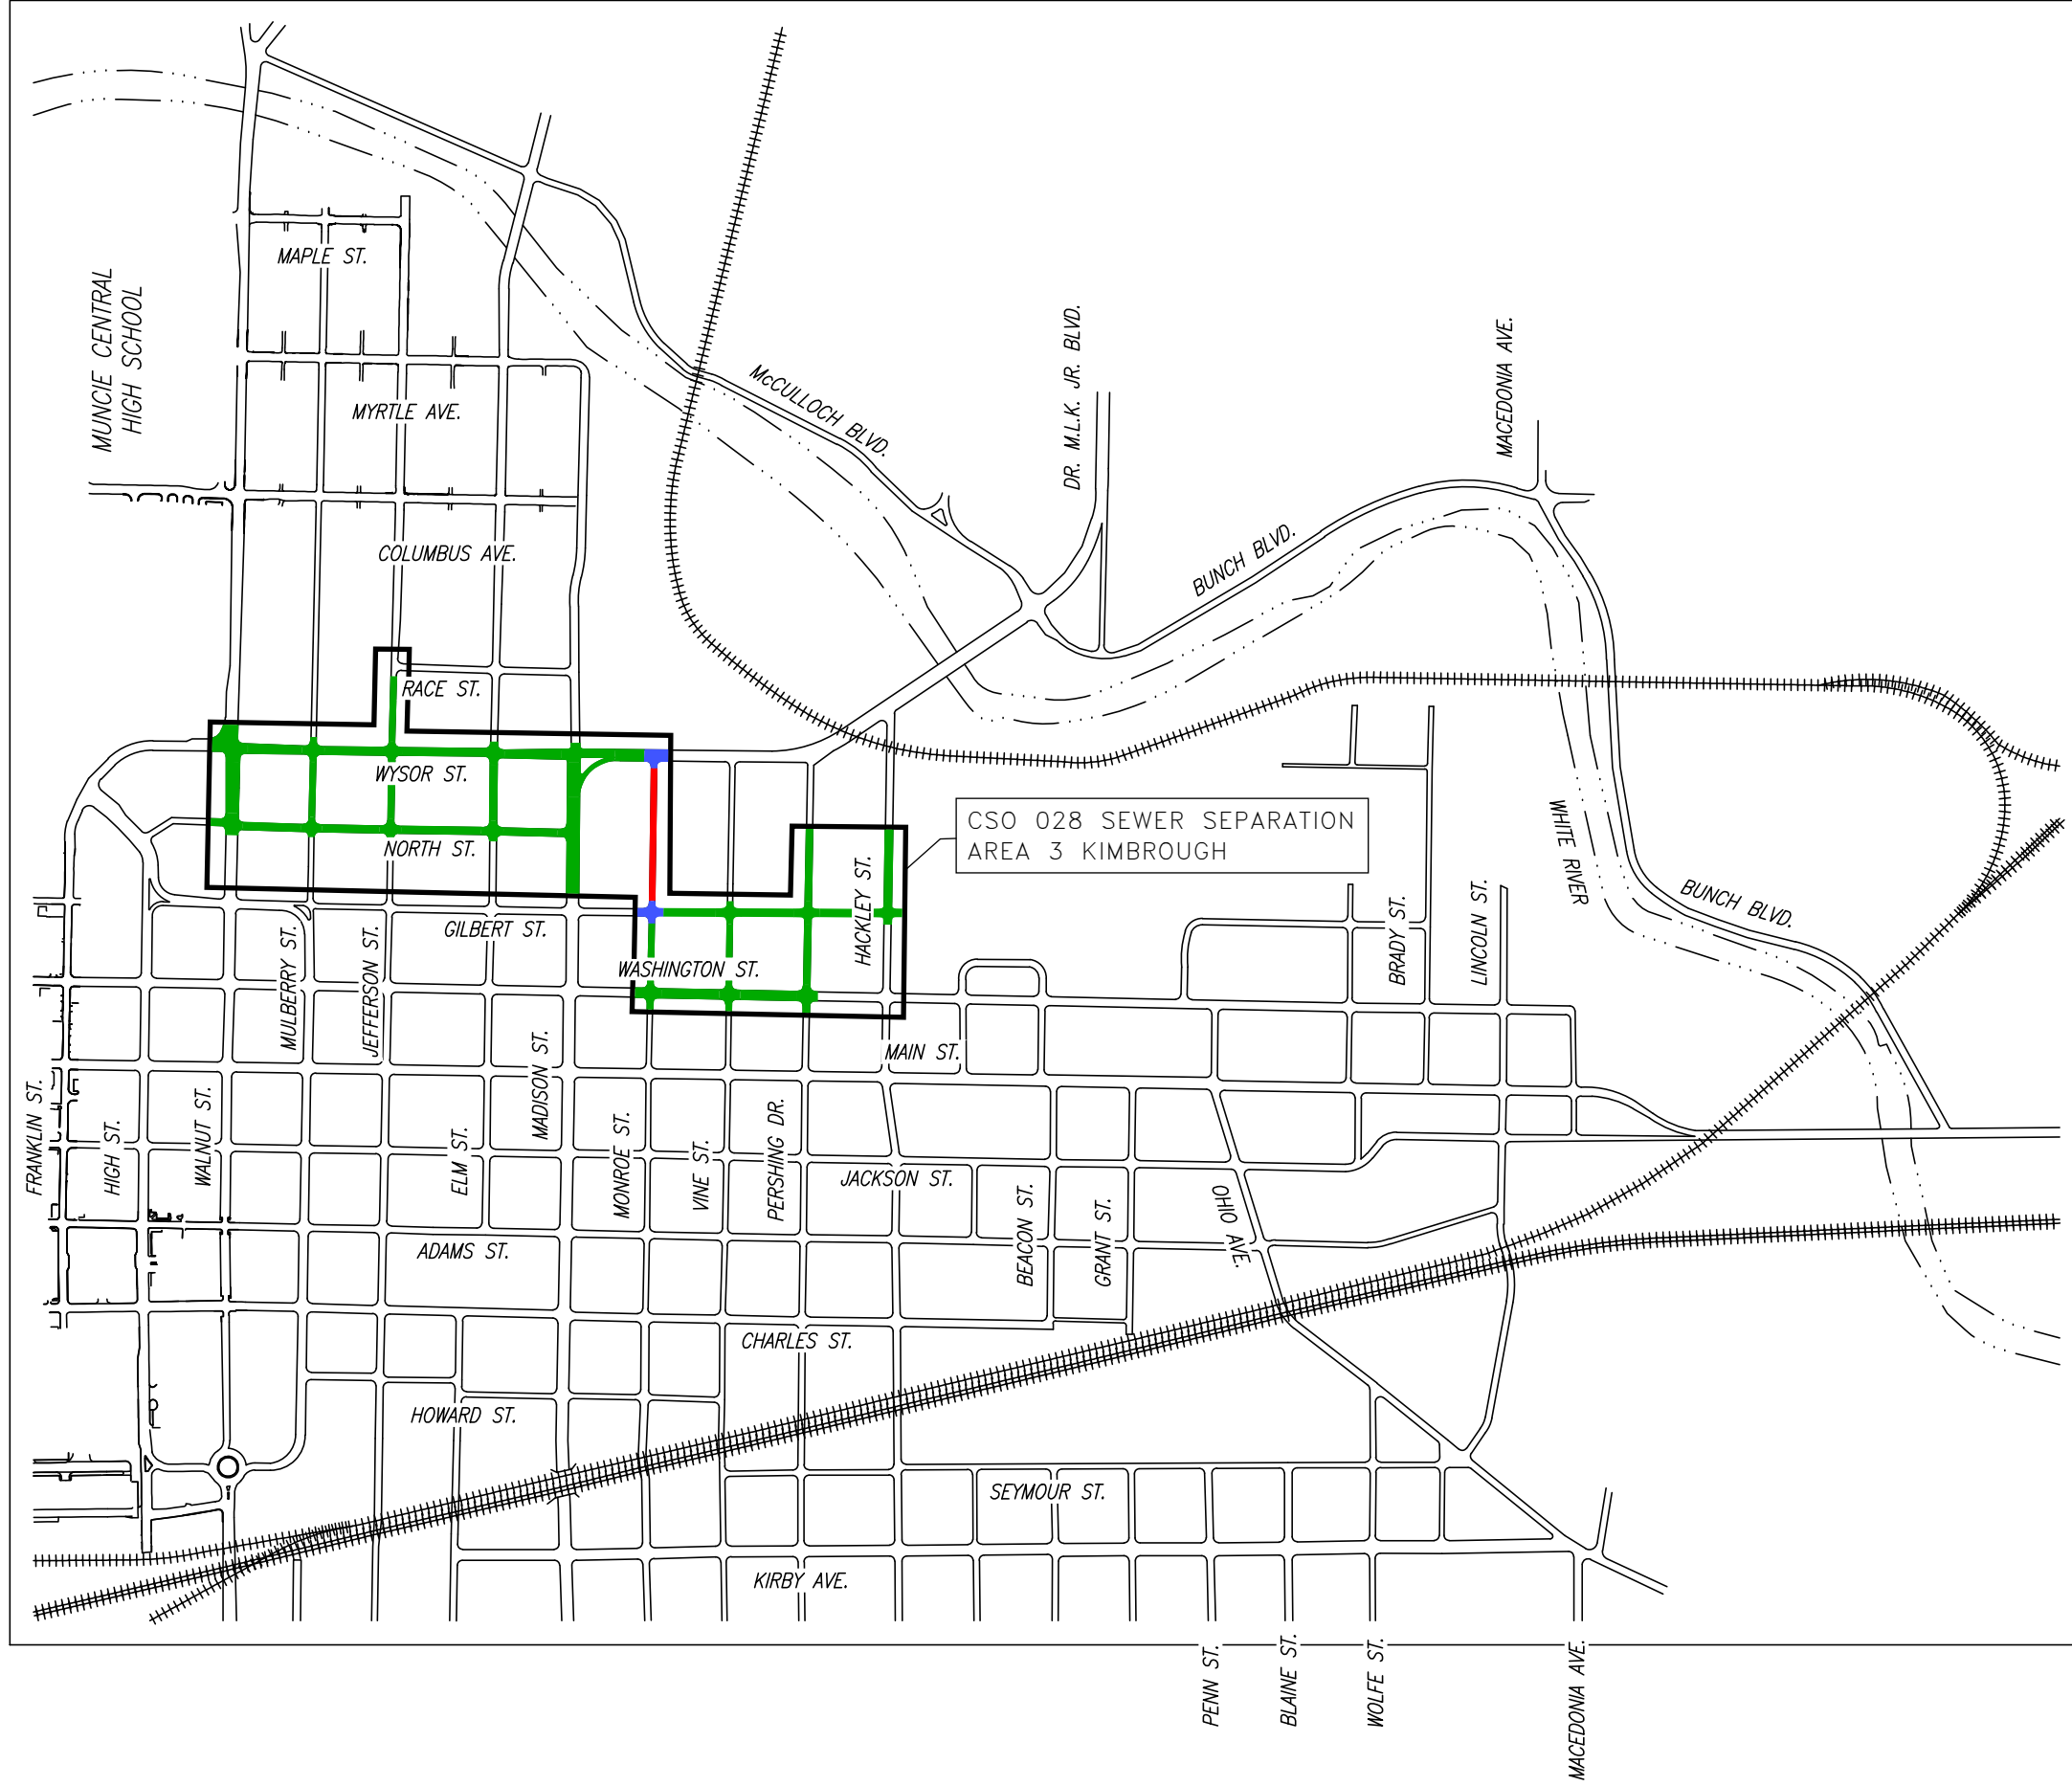 MAPLE ST.
MUNCIE CENTRAL
HIGH SCHOOL
MYRTLE AVE.
McCULLOCH BLVD.
DR. M.L.K. JR. BLVD.
MACEDONIA AVE.
COLUMBUS AVE.
BUNCH BLVD.
RACE ST.
WYSOR ST.
NORTH ST.
CSO 028 SEWER SEPARATION
AREA 3 KIMBROUGH
WHITE RIVER
BUNCH BLVD.
HACKLEY ST.
BRADY ST.
LINCOLN ST.
GILBERT ST.
MULBERRY ST.
JEFFERSON ST.
WASHINGTON ST.
MADISON ST.
MAIN ST.
FRANKLIN ST.
HIGH ST.
WALNUT ST.
ELM ST.
MONROE ST.
VINE ST.
PERSHING DR.
JACKSON ST.
BEACON ST.
GRANT ST.
OHIO AVE.
ADAMS ST.
CHARLES ST.
HOWARD ST.
SEYMOUR ST.
KIRBY AVE.
PENN ST.
BLAINE ST.
WOLFE ST.
MACEDONIA AVE.